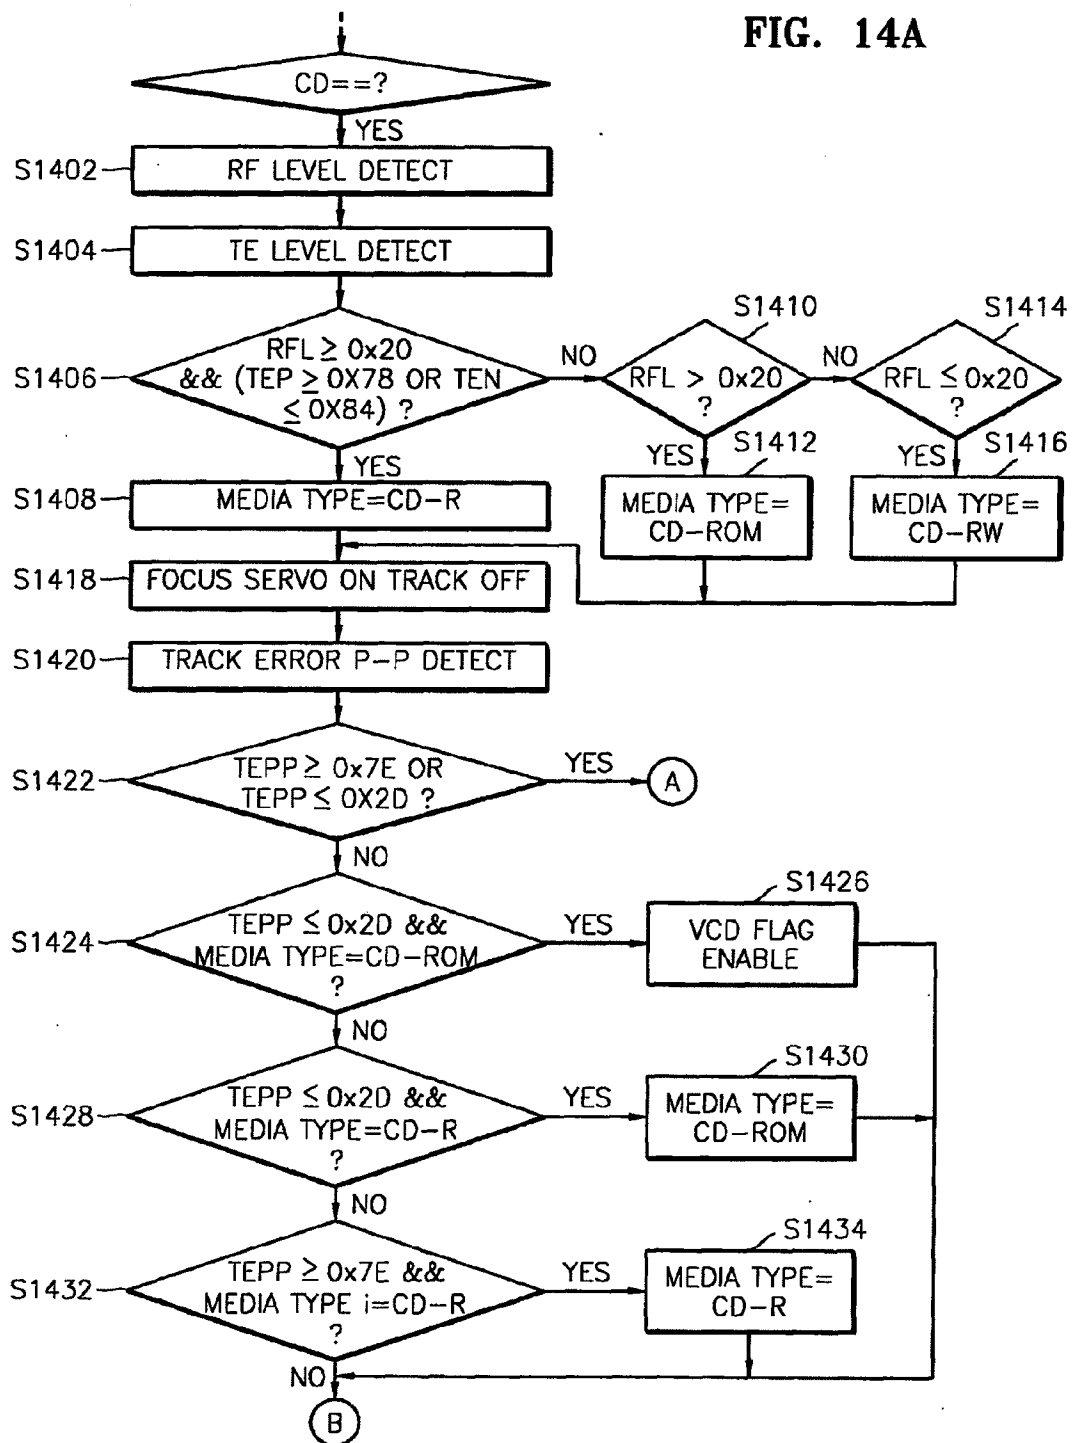 FIG. 14A
CD==?
YES
S1402
RF LEVEL DETECT
S1404
TE LEVEL DETECT
S1406
RFL ≥ 0x20
&& (TEP ≥ 0X78 OR TEN
≤ 0X84) ?
NO
YES
S1410
RFL > 0x20
?
NO
YES
S1414
RFL ≤ 0x20
?
YES
S1408
MEDIA TYPE=CD-R
S1412
MEDIA TYPE=
CD-ROM
S1416
MEDIA TYPE=
CD-RW
S1418
FOCUS SERVO ON TRACK OFF
S1420
TRACK ERROR P-P DETECT
S1422
TEPP ≥ 0x7E OR
TEPP ≤ 0X2D ?
YES
A
NO
S1424
TEPP ≤ 0x2D &&
MEDIA TYPE=CD-ROM
?
YES
S1426
VCD FLAG
ENABLE
NO
S1428
TEPP ≤ 0x2D &&
MEDIA TYPE=CD-R
?
YES
S1430
MEDIA TYPE=
CD-ROM
NO
S1432
TEPP ≥ 0x7E &&
MEDIA TYPE i=CD-R
?
YES
S1434
MEDIA TYPE=
CD-R
NO
B